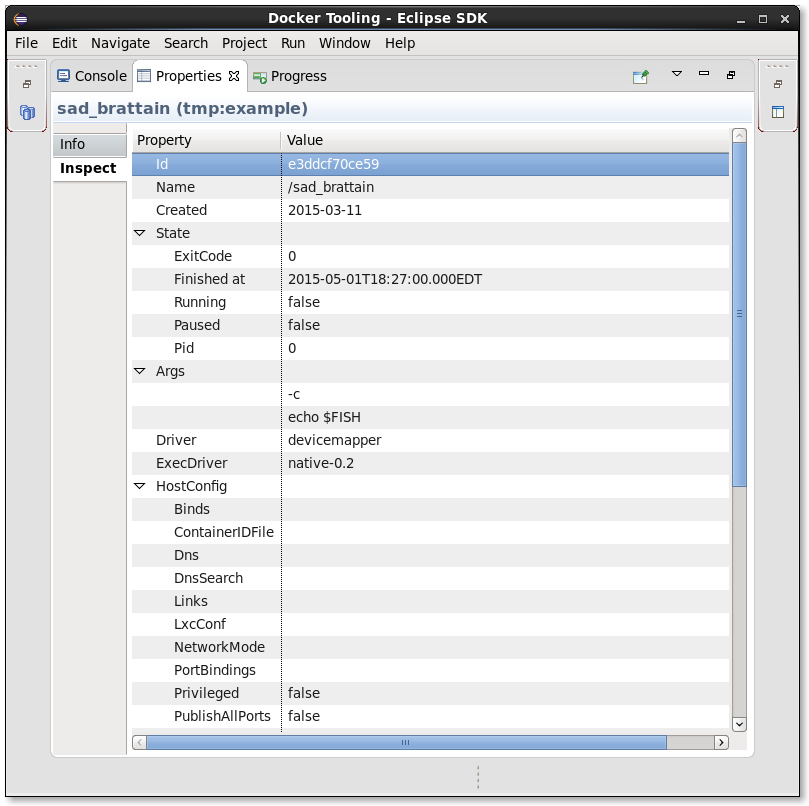 Docker Tooling - Eclipse SDK
File Edit Navigate Search Project Run Window Help
Console Properties Progress
sad_brattain (tmp:example)
Info
Inspect
Property Value
Id e3ddcf70ce59
Name /sad_brattain
Created 2015-03-11
State
ExitCode 0
Finished at 2015-05-01T18:27:00.000EDT
Running false
Paused false
Pid 0
Args
-c
echo $FISH
Driver devicemapper
ExecDriver native-0.2
HostConfig
Binds
ContainerIDFile
Dns
DnsSearch
Links
LxcConf
NetworkMode
PortBindings
Privileged false
PublishAllPorts false